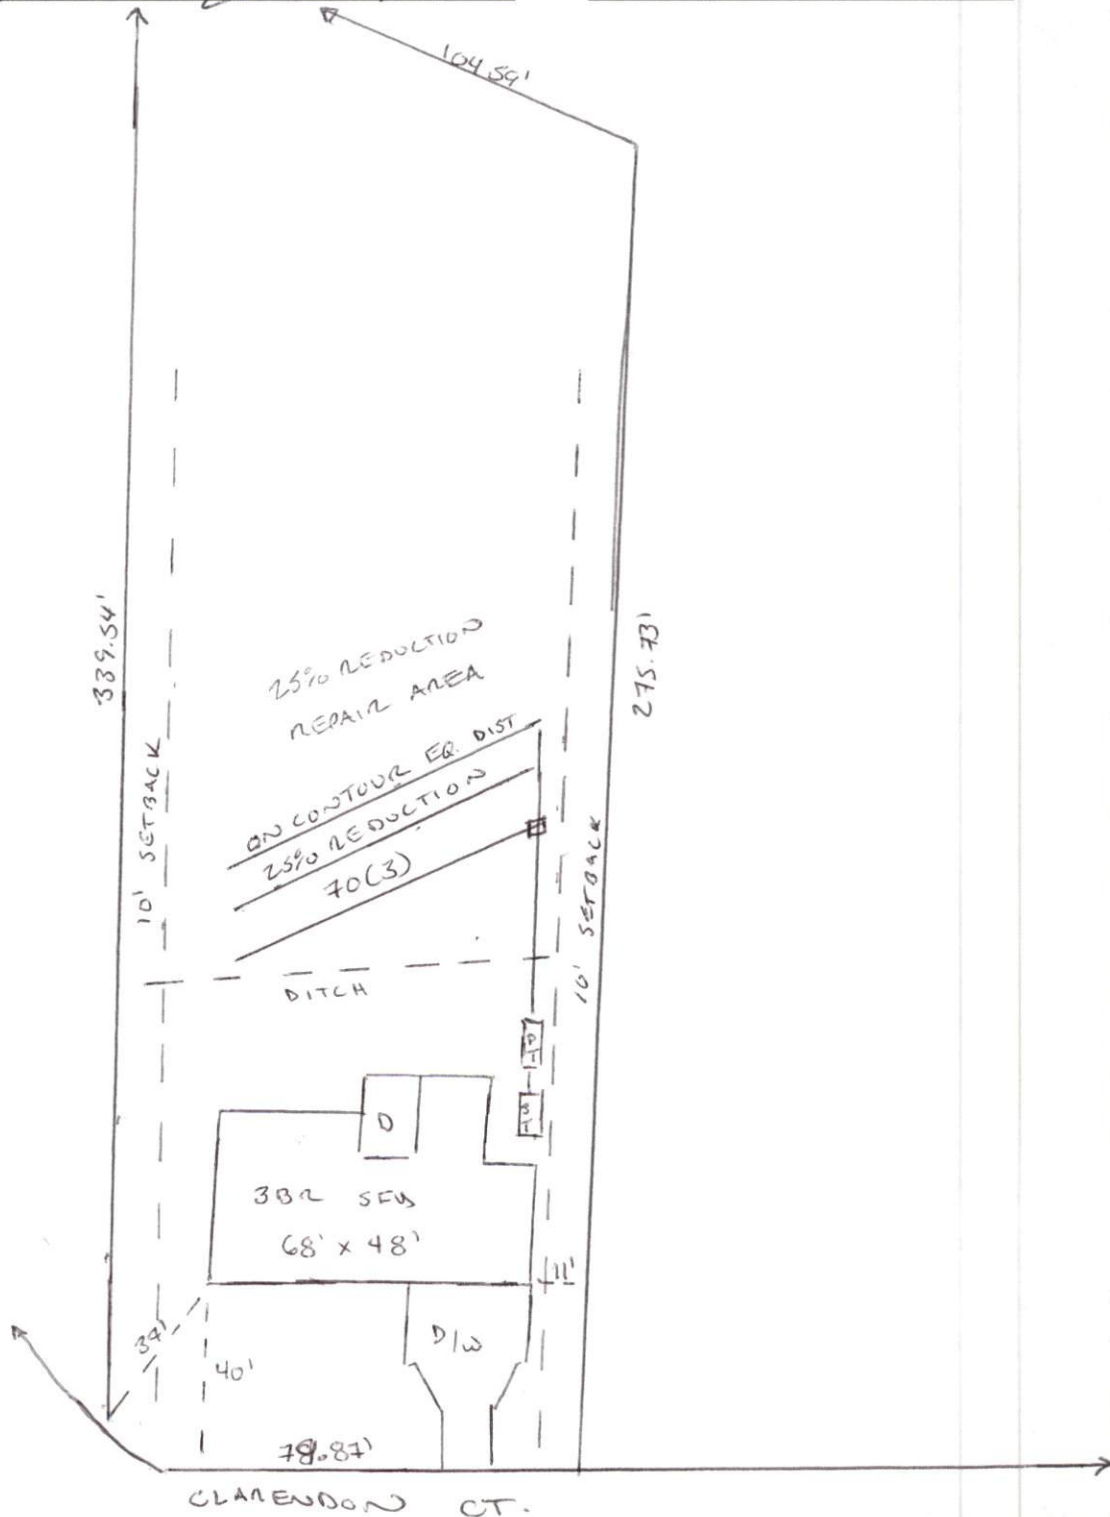 104.59'
339.54'
275.73'
25% REDUCTION
REPAIR AREA
ON CONTOUR EQ. DIST
25% REDUCTION
70(3)
10' SETBACK
10' SETBACK
DITCH
D
3BR SFD
68' x 48'
11'
D/W
34'
40'
CLARENDON CT.